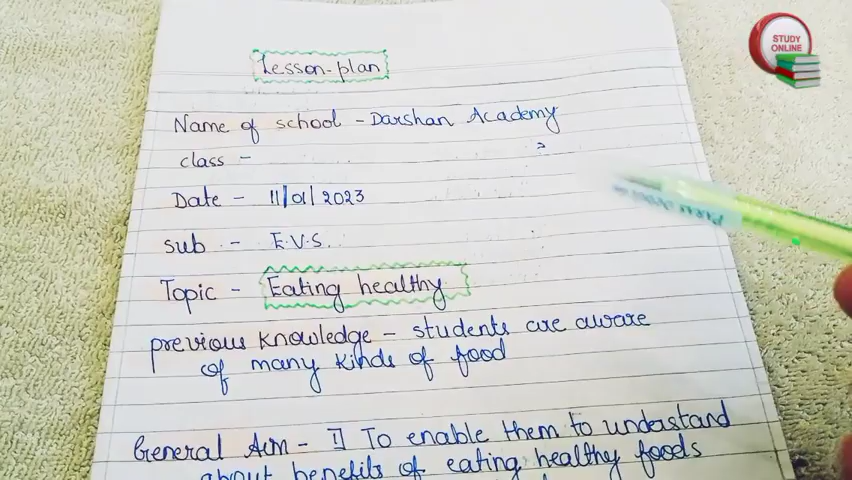 STUDY
ONLINE
Lesson-plan
Name of school - Darshan Academy
class -
Date - 11/01/2023
sub - E.V.S.
Topic - Eating healthy
previous knowledge - students are aware
of many kinds of food
General Aim - 1] To enable them to understand
about benefits of eating healthy foods